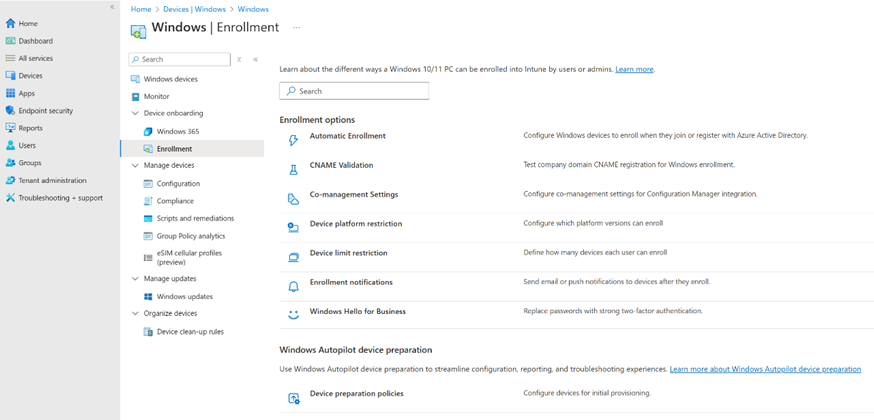 Home > Devices | Windows > Windows
Windows | Enrollment
Home
Dashboard
All services
Devices
Apps
Endpoint security
Reports
Users
Groups
Tenant administration
Troubleshooting + support
Search
Windows devices
Monitor
Device onboarding
Windows 365
Enrollment
Manage devices
Configuration
Compliance
Scripts and remediations
Group Policy analytics
eSIM cellular profiles
(preview)
Manage updates
Windows updates
Organize devices
Device clean-up rules
Learn about the different ways a Windows 10/11 PC can be enrolled into Intune by users or admins. Learn more.
Search
Enrollment options
Automatic Enrollment Configure Windows devices to enroll when they join or register with Azure Active Directory.
CNAME Validation Test company domain CNAME registration for Windows enrollment.
Co-management Settings Configure co-management settings for Configuration Manager integration.
Device platform restriction Configure which platform versions can enroll
Device limit restriction Define how many devices each user can enroll
Enrollment notifications Send email or push notifications to devices after they enroll.
Windows Hello for Business Replace passwords with strong two-factor authentication.
Windows Autopilot device preparation
Use Windows Autopilot device preparation to streamline configuration, reporting, and troubleshooting experiences. Learn more about Windows Autopilot device preparation
Device preparation policies Configure devices for initial provisioning.